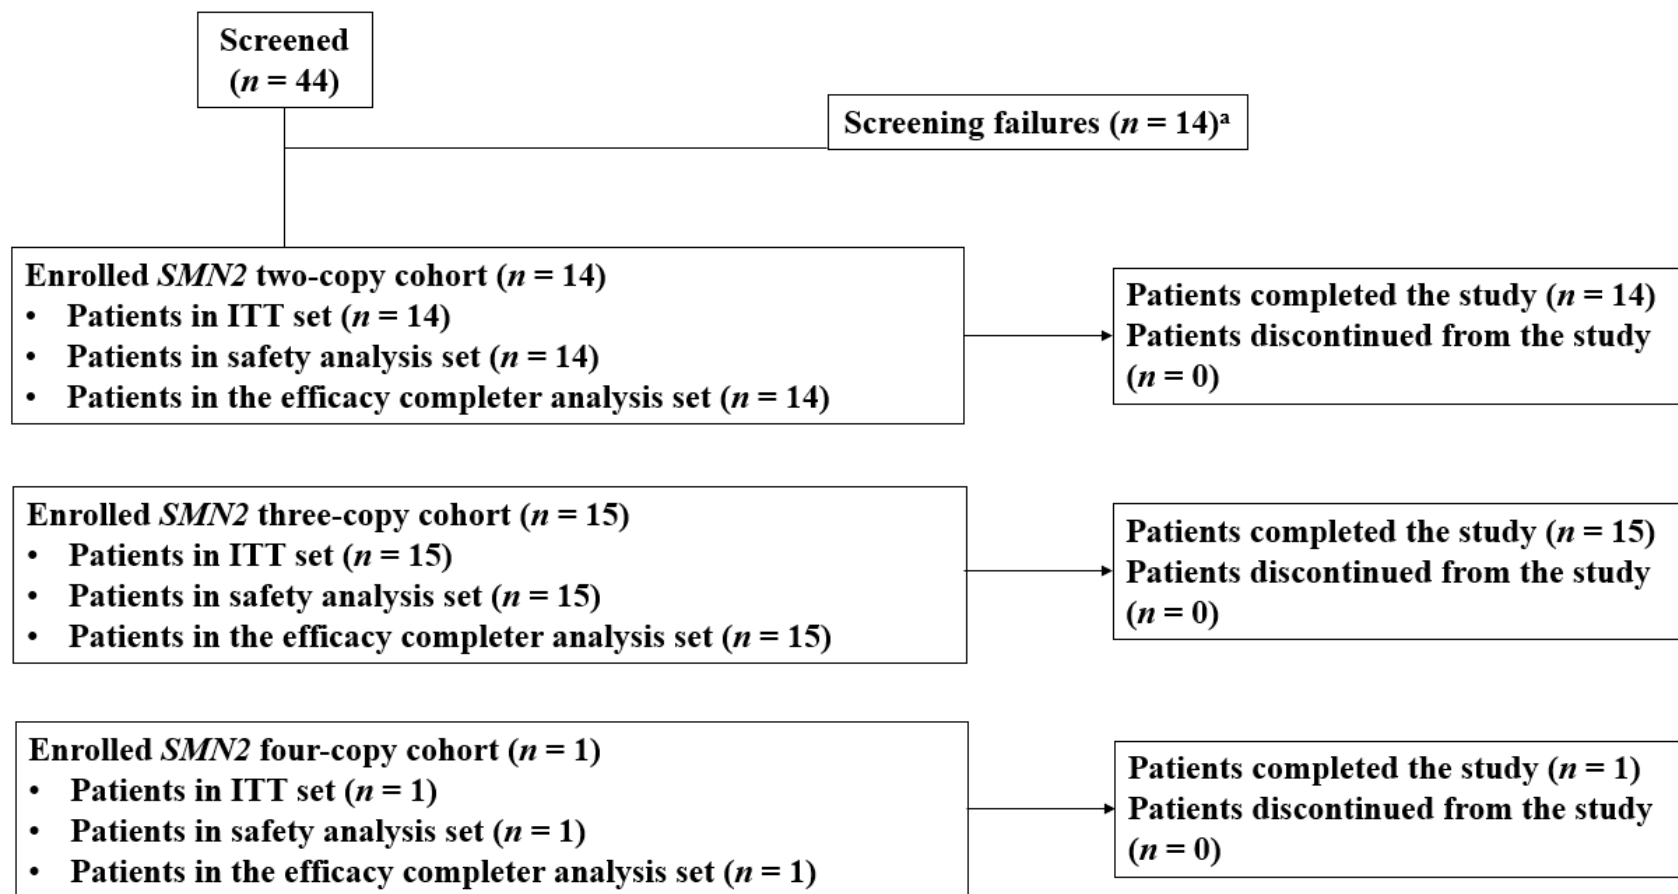 Screened
(n = 44)
Screening failures (n = 14)ᵃ
Enrolled SMN2 two-copy cohort (n = 14)
• Patients in ITT set (n = 14)
• Patients in safety analysis set (n = 14)
• Patients in the efficacy completer analysis set (n = 14)
Patients completed the study (n = 14)
Patients discontinued from the study
(n = 0)
Enrolled SMN2 three-copy cohort (n = 15)
• Patients in ITT set (n = 15)
• Patients in safety analysis set (n = 15)
• Patients in the efficacy completer analysis set (n = 15)
Patients completed the study (n = 15)
Patients discontinued from the study
(n = 0)
Enrolled SMN2 four-copy cohort (n = 1)
• Patients in ITT set (n = 1)
• Patients in safety analysis set (n = 1)
• Patients in the efficacy completer analysis set (n = 1)
Patients completed the study (n = 1)
Patients discontinued from the study
(n = 0)